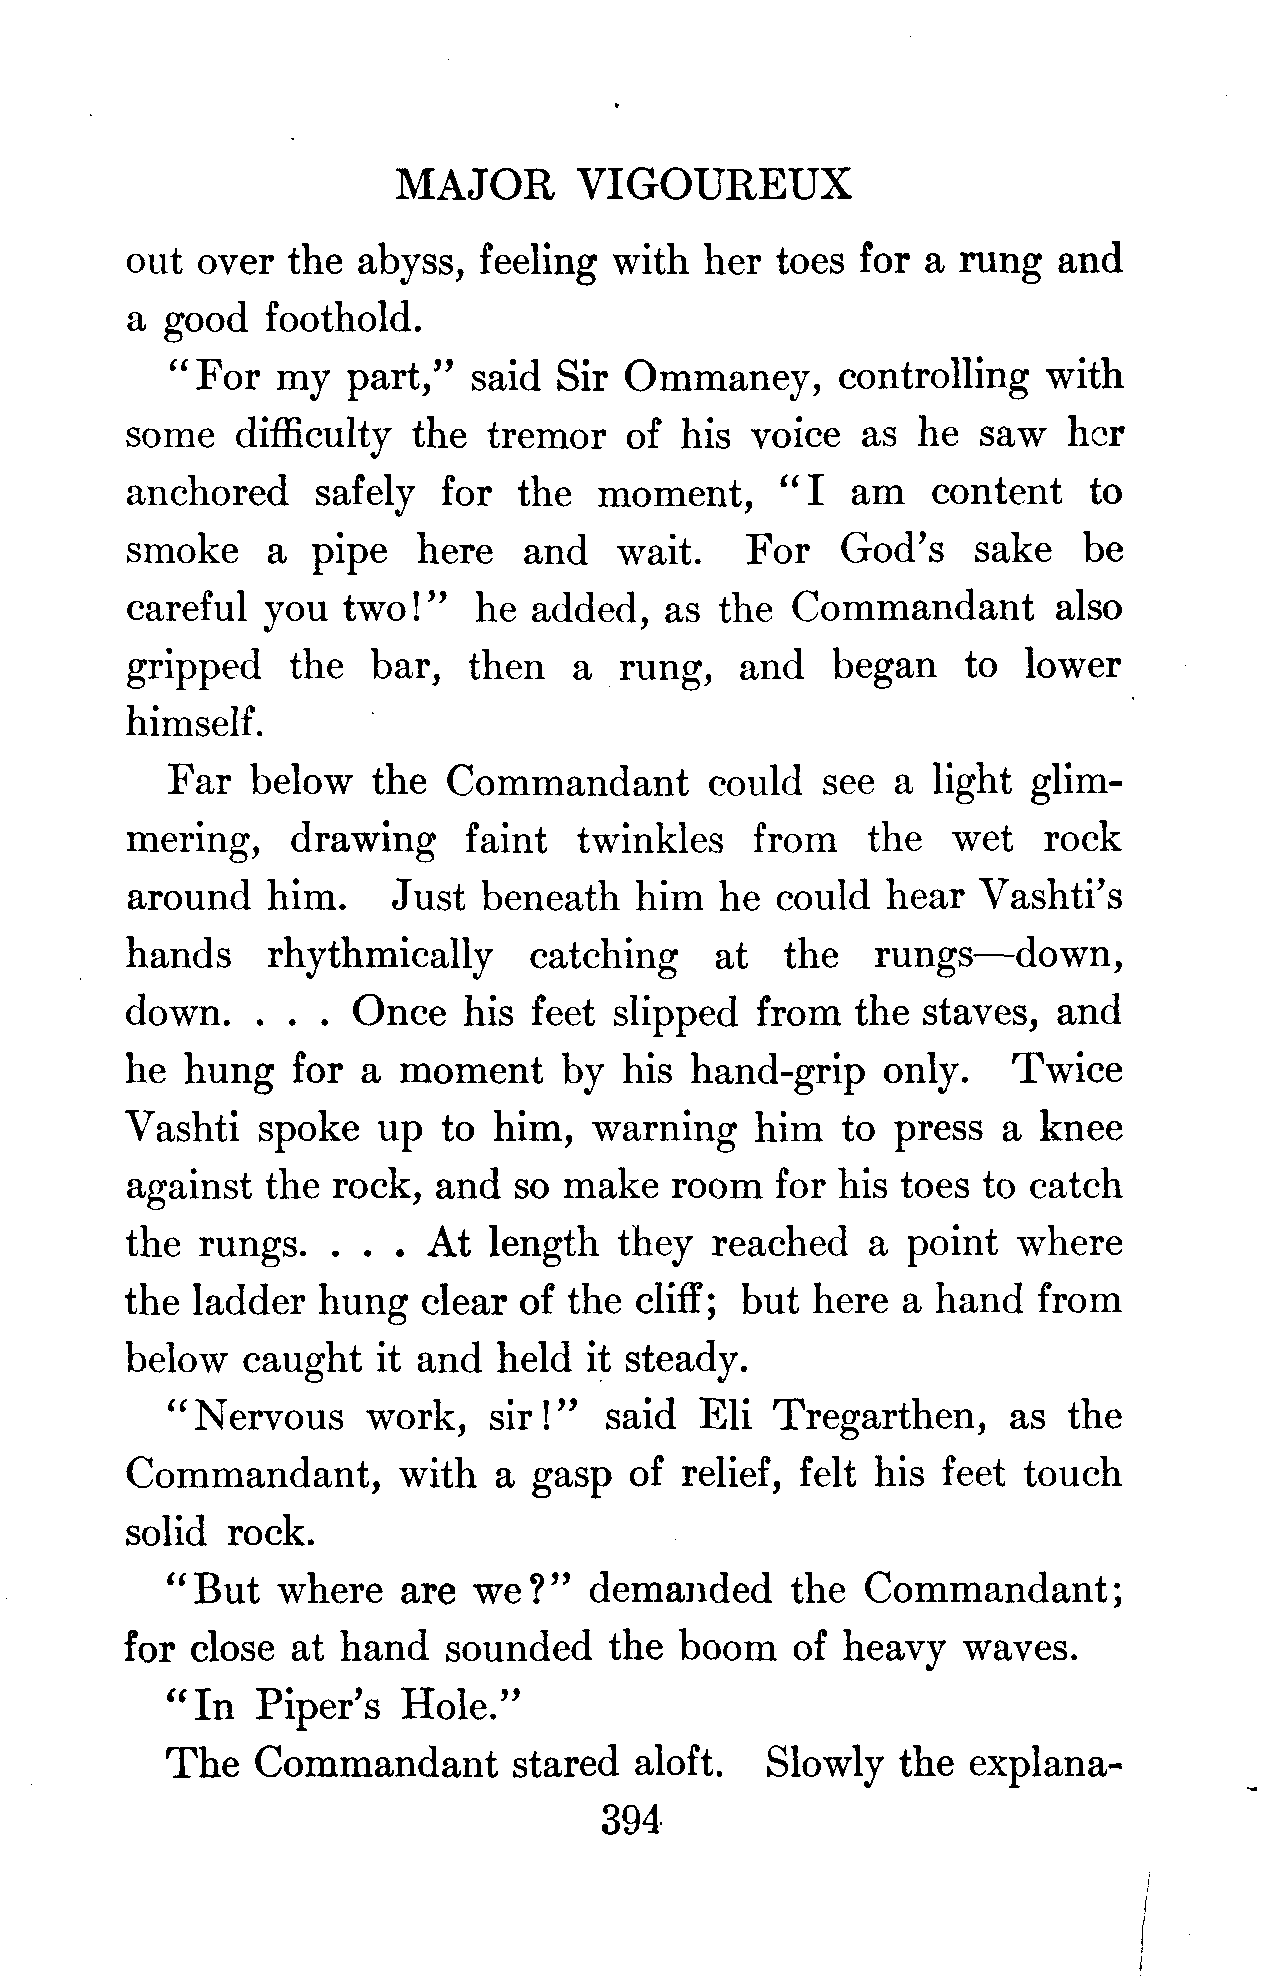 MAJOR VIGOUREUX
out over the abyss, feeling with her toes for a rung and
a good foothold.
“For my part,” said Sir Ommaney, controlling with
some difficulty the tremor of his voice as he saw her
anchored safely for the moment, “I am content to
smoke a pipe here and wait. For God’s sake be
careful you two!” he added, as the Commandant also
gripped the bar, then a rung, and began to lower
himself.
Far below the Commandant could see a light glim-
mering, drawing faint twinkles from the wet rock
around him. Just beneath him he could hear Vashti’s
hands rhythmically catching at the rungs—down,
down. . . . Once his feet slipped from the staves, and
he hung for a moment by his hand-grip only. Twice
Vashti spoke up to him, warning him to press a knee
against the rock, and so make room for his toes to catch
the rungs. . . . At length they reached a point where
the ladder hung clear of the cliff; but here a hand from
below caught it and held it steady.
“Nervous work, sir!” said Eli Tregarthen, as the
Commandant, with a gasp of relief, felt his feet touch
solid rock.
“But where are we?” demanded the Commandant;
for close at hand sounded the boom of heavy waves.
“In Piper’s Hole.”
The Commandant stared aloft. Slowly the explana-
394